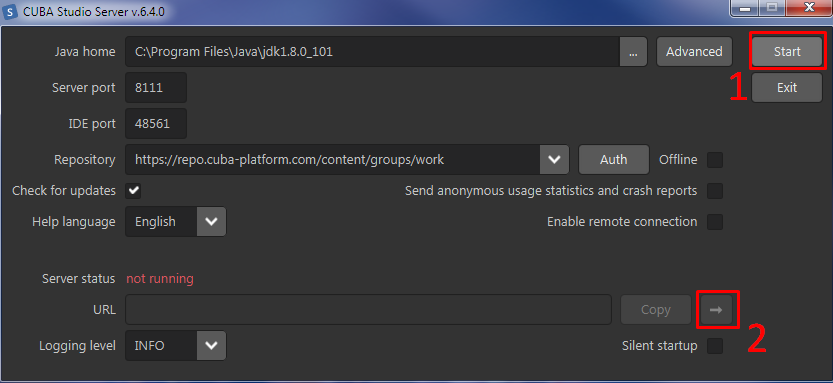 CUBA Studio Server v.6.4.0
Java home C:\Program Files\Java\jdk1.8.0_101 ... Advanced Start
1
Server port 8111 Exit
IDE port 48561
Repository https://repo.cuba-platform.com/content/groups/work Auth Offline
Check for updates Send anonymous usage statistics and crash reports
Help language English Enable remote connection
Server status not running
URL Copy
2
Logging level INFO Silent startup